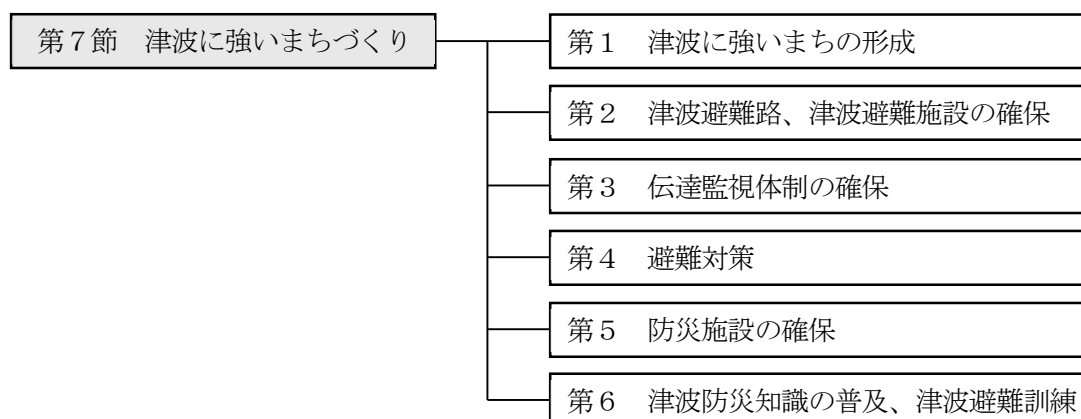 第７節　津波に強いまちづくり
第１　津波に強いまちの形成
第２　津波避難路、津波避難施設の確保
第３　伝達監視体制の確保
第４　避難対策
第５　防災施設の確保
第６　津波防災知識の普及、津波避難訓練